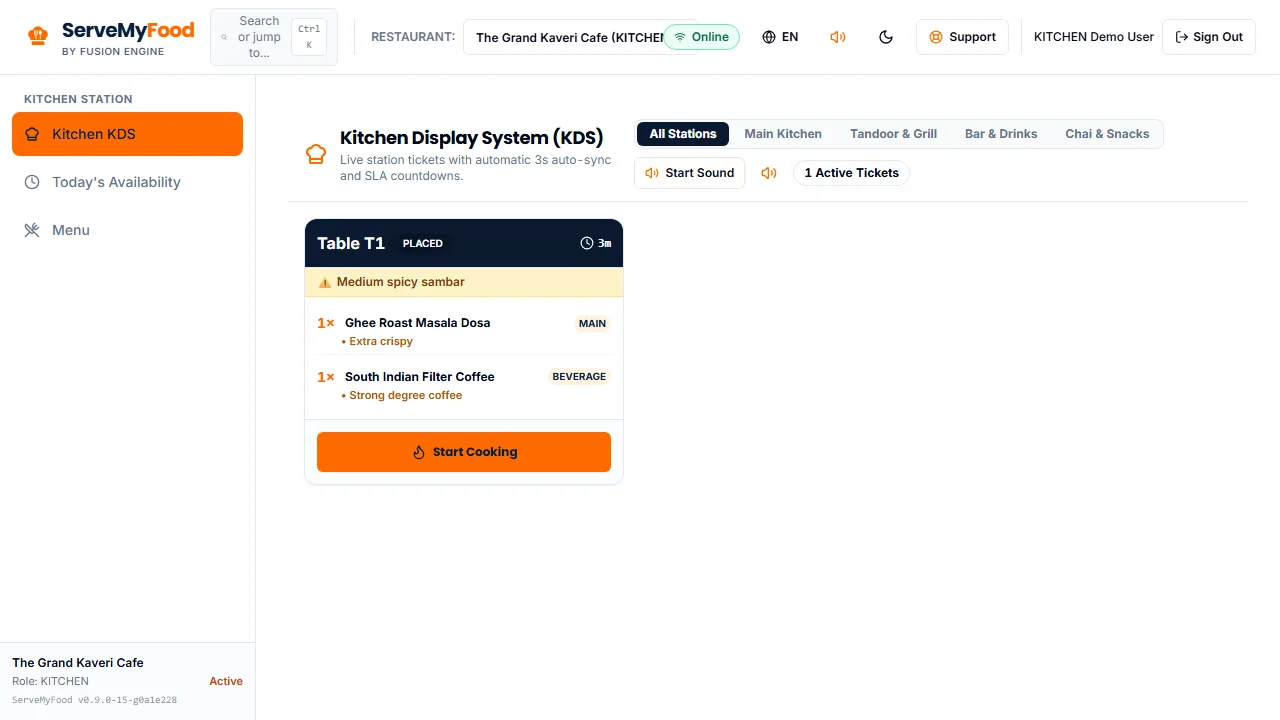 ServeMyFood
BY FUSION ENGINE
Search
or jump
to...
Ctrl
K
RESTAURANT:
The Grand Kaveri Cafe (KITCHEN
Online
EN
Support
KITCHEN Demo User
Sign Out
KITCHEN STATION
Kitchen KDS
Today's Availability
Menu
Kitchen Display System (KDS)
Live station tickets with automatic 3s auto-sync
and SLA countdowns.
All Stations
Main Kitchen
Tandoor & Grill
Bar & Drinks
Chai & Snacks
Start Sound
1 Active Tickets
Table T1
PLACED
3m
Medium spicy sambar
1× Ghee Roast Masala Dosa
MAIN
• Extra crispy
1× South Indian Filter Coffee
BEVERAGE
• Strong degree coffee
Start Cooking
The Grand Kaveri Cafe
Role: KITCHEN
Active
ServeMyFood v0.9.0-15-g0a1e228